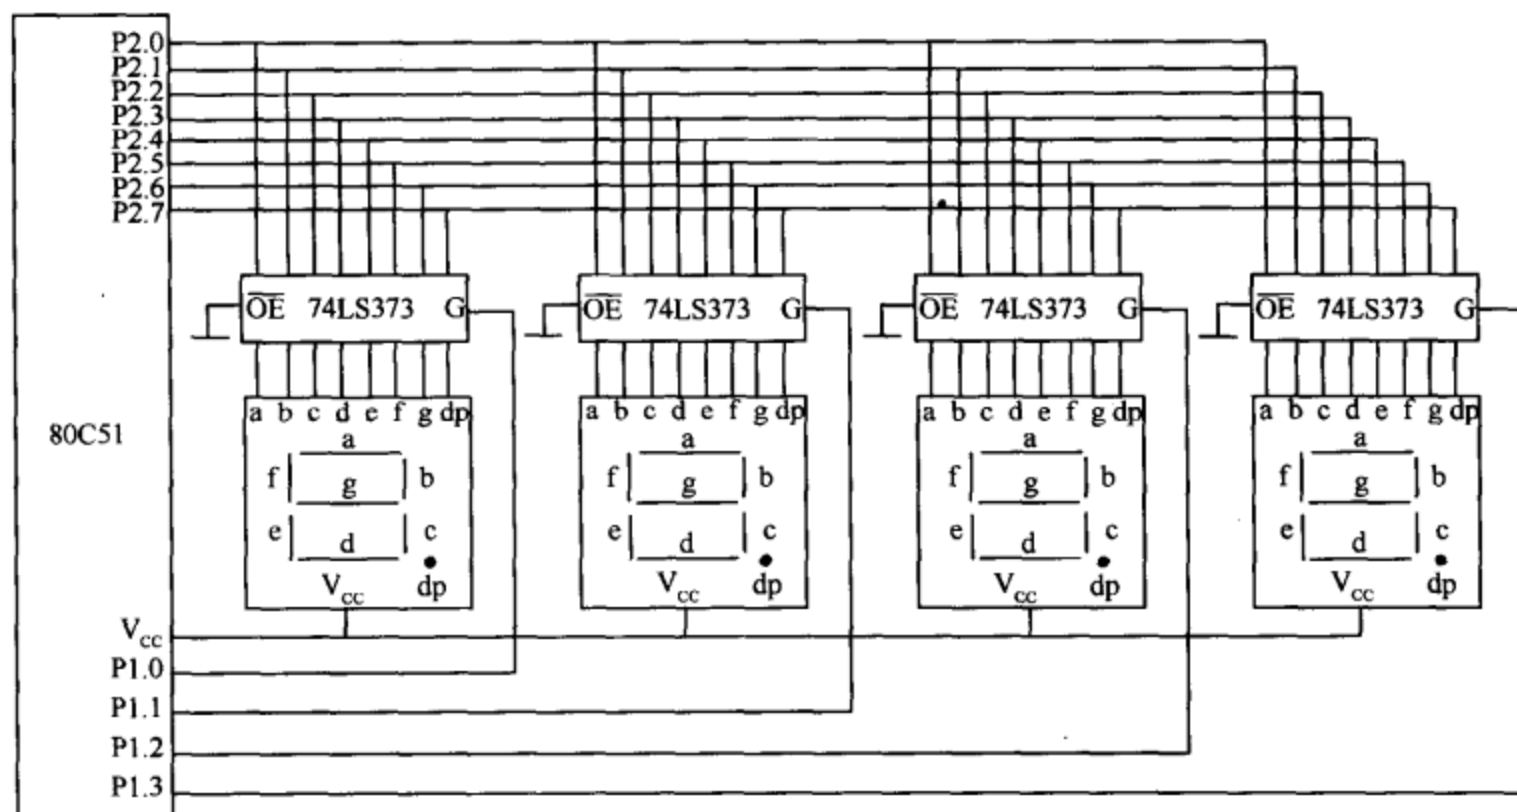 P2.0
P2.1
P2.2
P2.3
P2.4
P2.5
P2.6
P2.7
OE 74LS373 G OE 74LS373 G OE 74LS373 G OE 74LS373 G
80C51
a b c d e f g dp a b c d e f g dp a b c d e f g dp a b c d e f g dp
a a a a
f g b f g b f g b f g b
e d c e d c e d c e d c
Vcc dp Vcc dp Vcc dp Vcc dp
Vcc
P1.0
P1.1
P1.2
P1.3